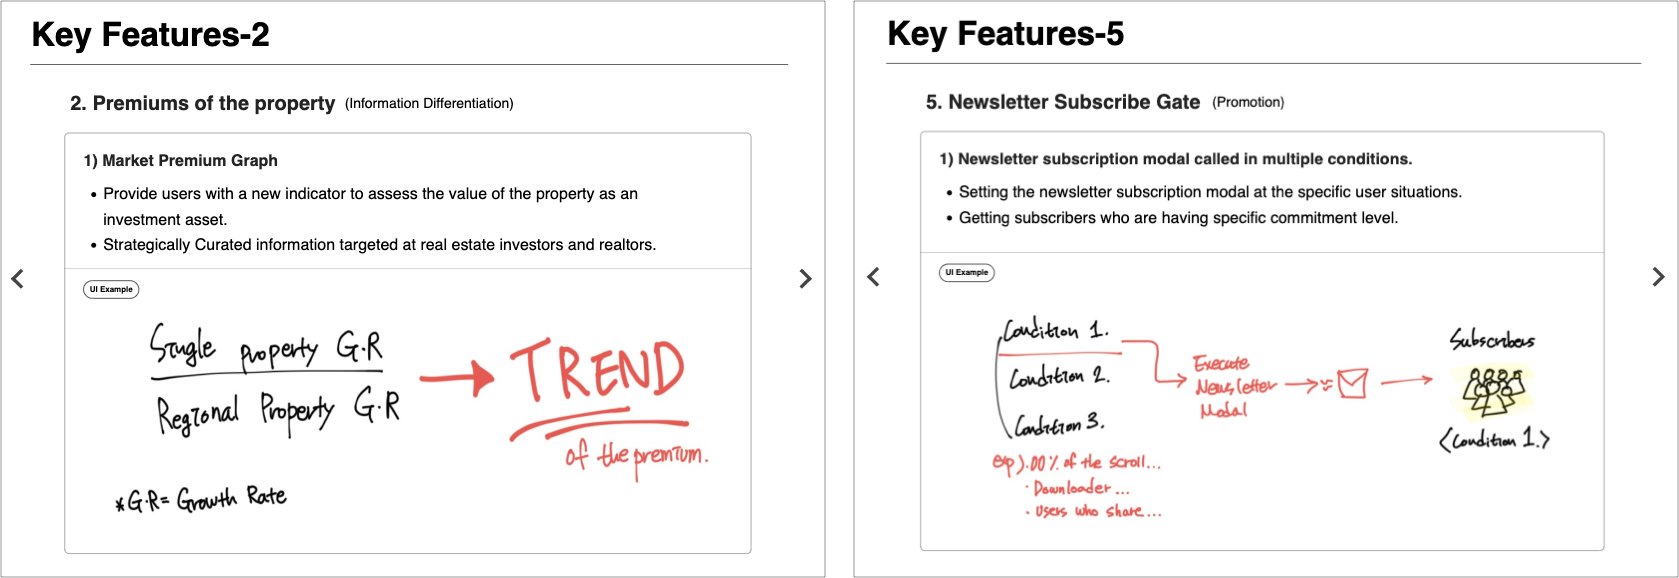 Key Features-2
2. Premiums of the property (Information Differentiation)
1) Market Premium Graph
• Provide users with a new indicator to assess the value of the property as an
investment asset.
• Strategically Curated information targeted at real estate investors and realtors.
UI Example
Single property G.R
Regional Property G.R
TREND
of the premium.
*G.R= Growth Rate
Key Features-5
5. Newsletter Subscribe Gate (Promotion)
1) Newsletter subscription modal called in multiple conditions.
• Setting the newsletter subscription modal at the specific user situations.
• Getting subscribers who are having specific commitment level.
UI Example
Condition 1.
Condition 2.
Condition 3.
exp).00% of the scroll...
· Downloader...
· Users who share...
Execute
Newsletter
Modal
Subscribers
<Condition 1.>